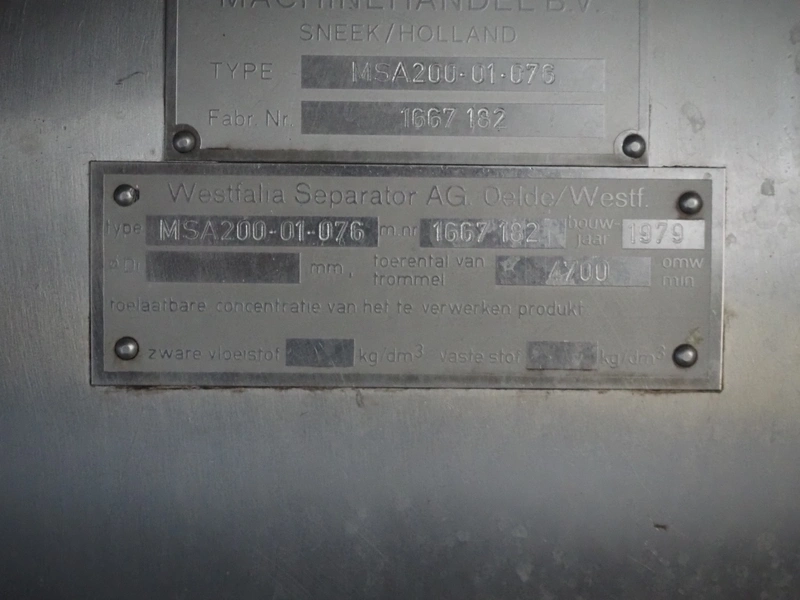 MACHINEHANDEL B.V.
SNEEK/HOLLAND
TYPE MSA200-01-076
Fabr. Nr. 1667 182
Westfalia Separator AG. Oelde/Westf.
type MSA200-01-076 m.nr. 1667 182 bouw-jaar 1979
mm, toerental van trommel 4700 omw min
toelaatbare concentratie van het te verwerken produkt
zware vloeistof kg/dm³ vaste stof kg/dm³